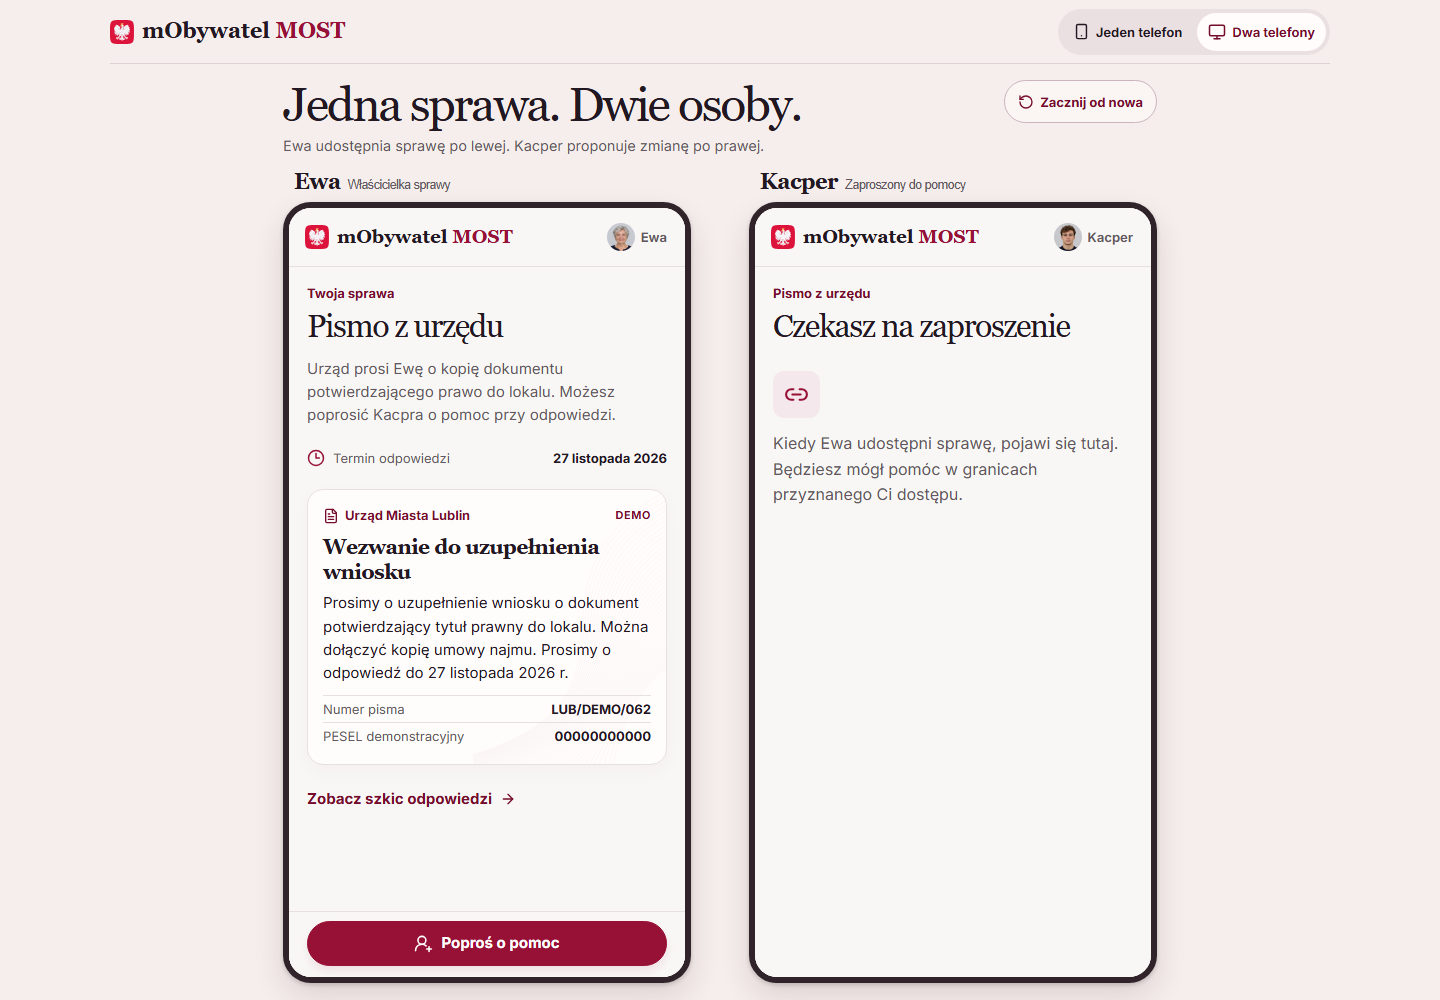 mObywatel MOST
Jeden telefon
Dwa telefony
Jedna sprawa. Dwie osoby.
Zacznij od nowa
Ewa udostępnia sprawę po lewej. Kacper proponuje zmianę po prawej.
Ewa Właścicielka sprawy
mObywatel MOST
Ewa
Twoja sprawa
Pismo z urzędu
Urząd prosi Ewę o kopię dokumentu
potwierdzającego prawo do lokalu. Możesz
poprosić Kacpra o pomoc przy odpowiedzi.
Termin odpowiedzi 27 listopada 2026
Urząd Miasta Lublin DEMO
Wezwanie do uzupełnienia
wniosku
Prosimy o uzupełnienie wniosku o dokument
potwierdzający tytuł prawny do lokalu. Można
dołączyć kopię umowy najmu. Prosimy o
odpowiedź do 27 listopada 2026 r.
Numer pisma LUB/DEMO/062
PESEL demonstracyjny 00000000000
Zobacz szkic odpowiedzi
Poproś o pomoc
Kacper Zaproszony do pomocy
mObywatel MOST
Kacper
Pismo z urzędu
Czekasz na zaproszenie
Kiedy Ewa udostępni sprawę, pojawi się tutaj.
Będziesz mógł pomóc w granicach
przyznanego Ci dostępu.